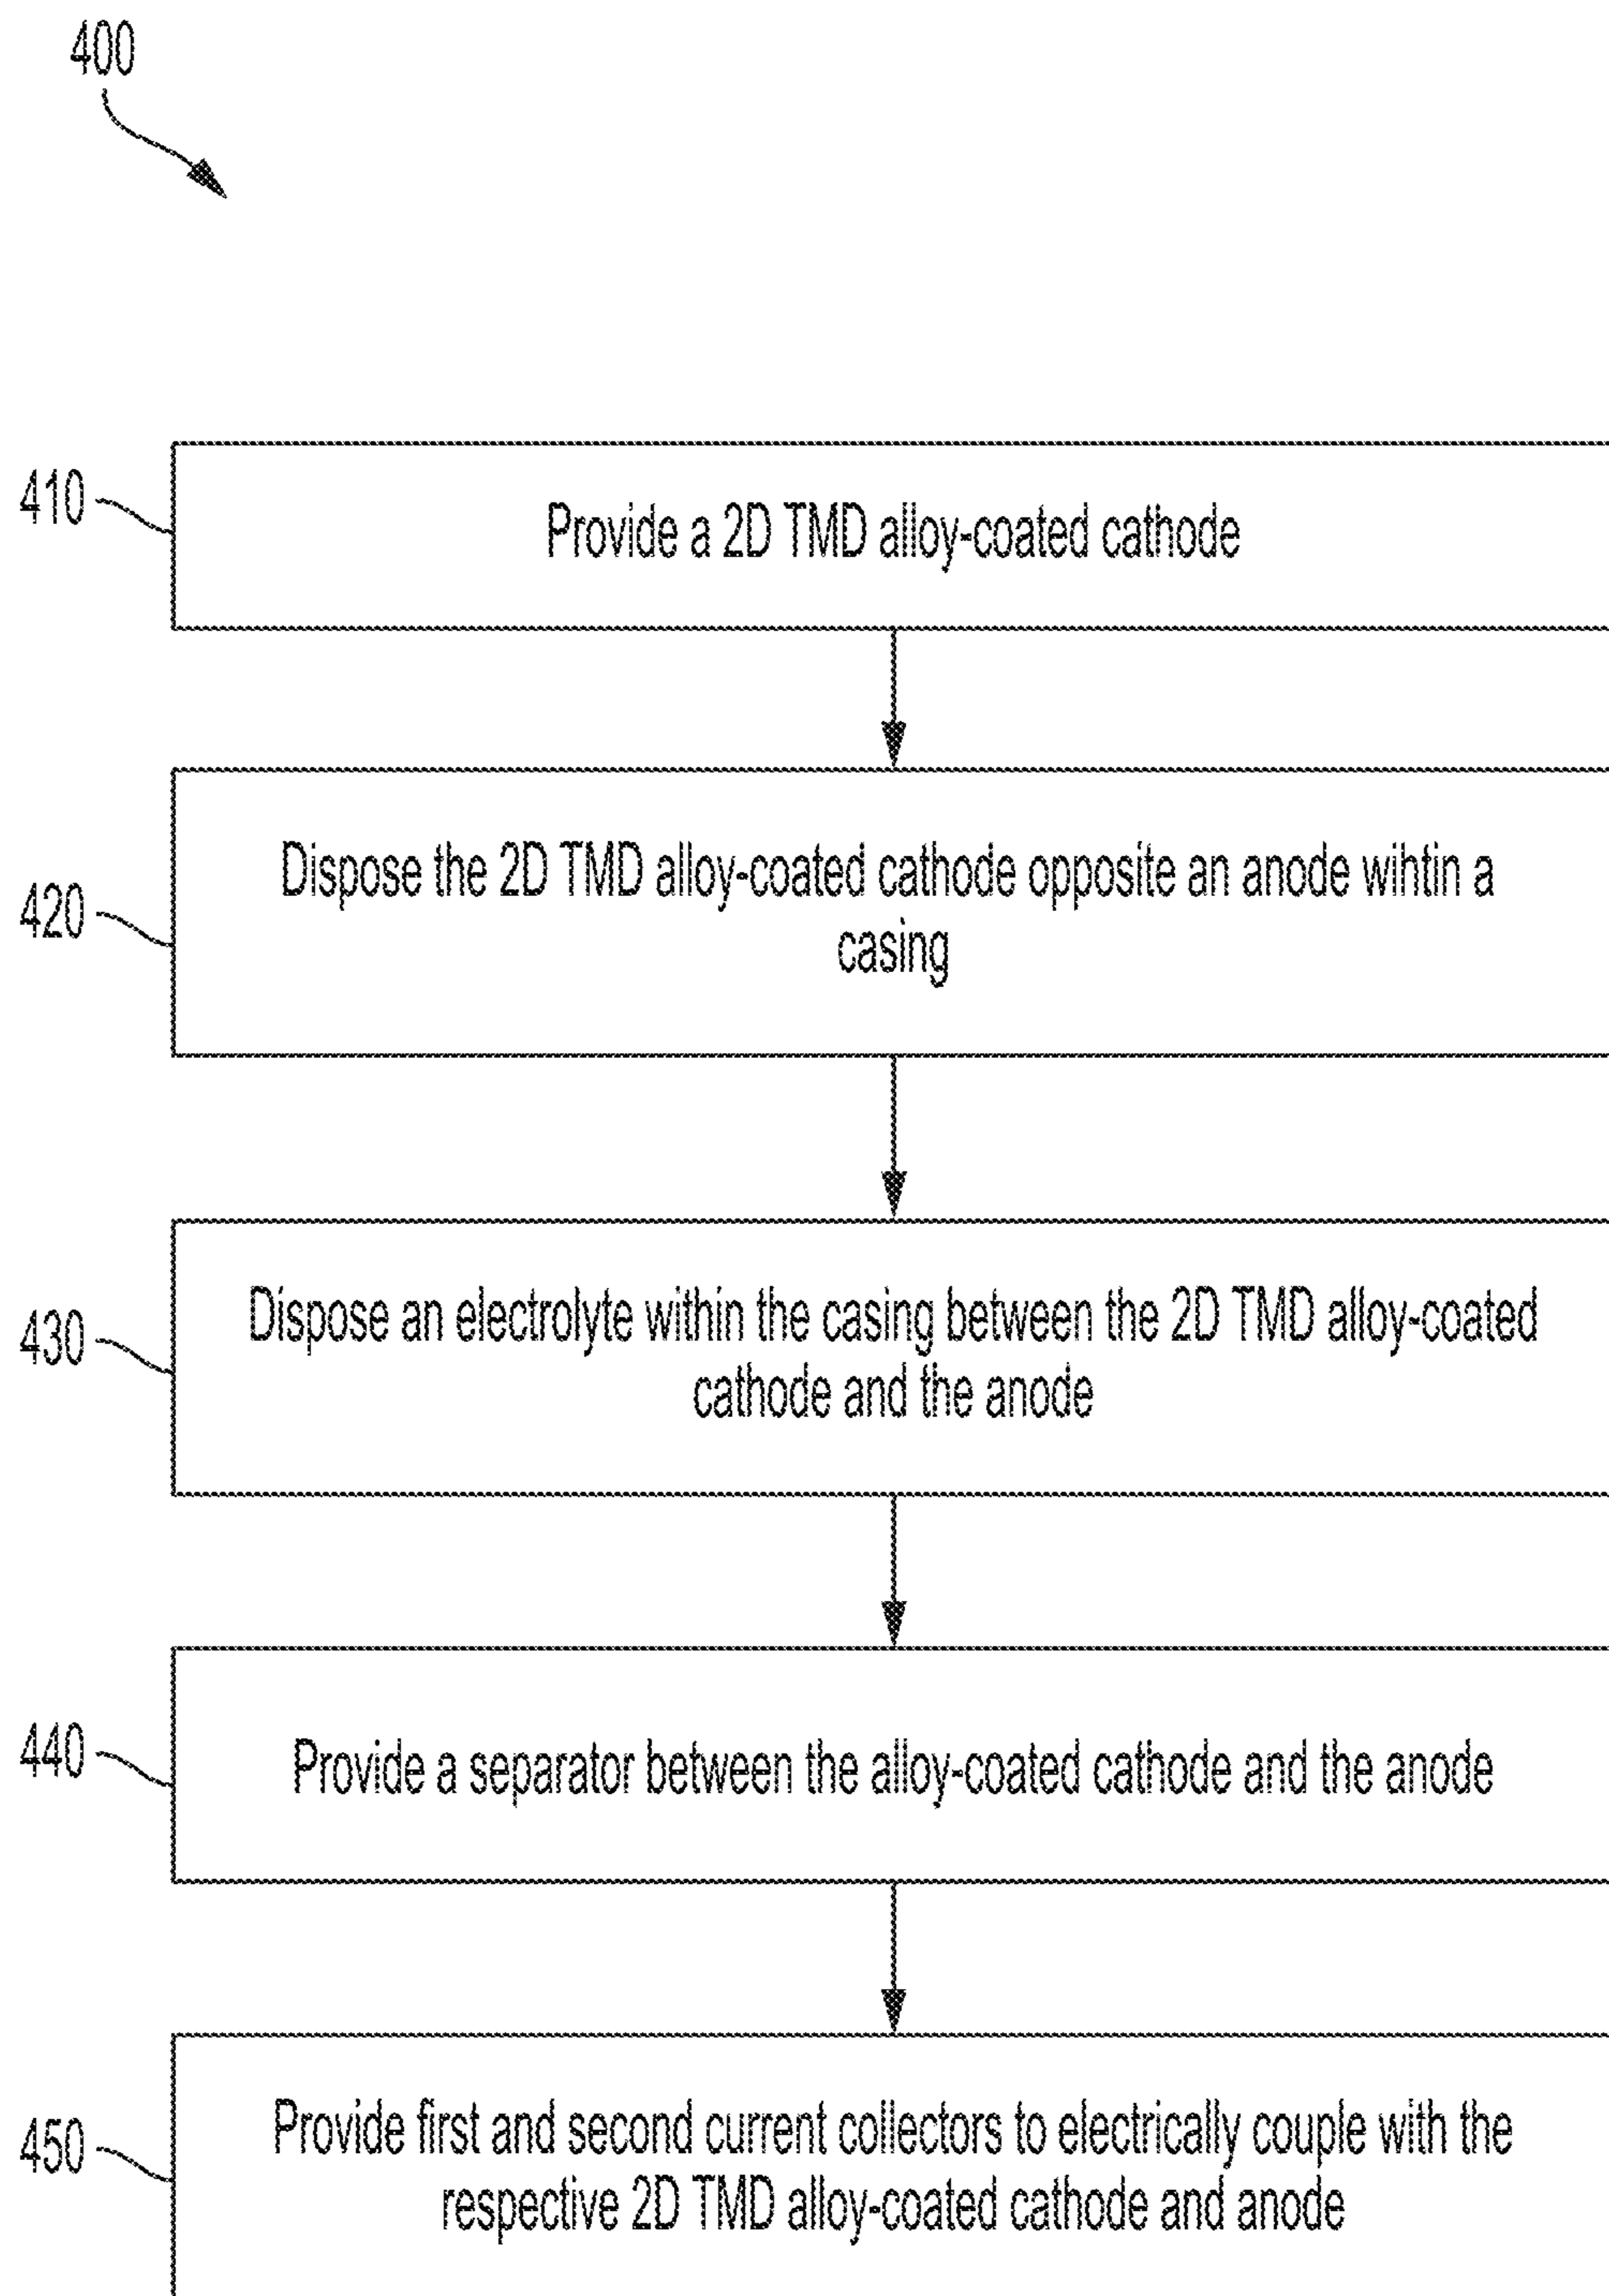 400
410
Provide a 2D TMD alloy-coated cathode
420
Dispose the 2D TMD alloy-coated cathode opposite an anode wihtin a
casing
430
Dispose an electrolyte within the casing between the 2D TMD alloy-coated
cathode and the anode
440
Provide a separator between the alloy-coated cathode and the anode
450
Provide first and second current collectors to electrically couple with the
respective 2D TMD alloy-coated cathode and anode